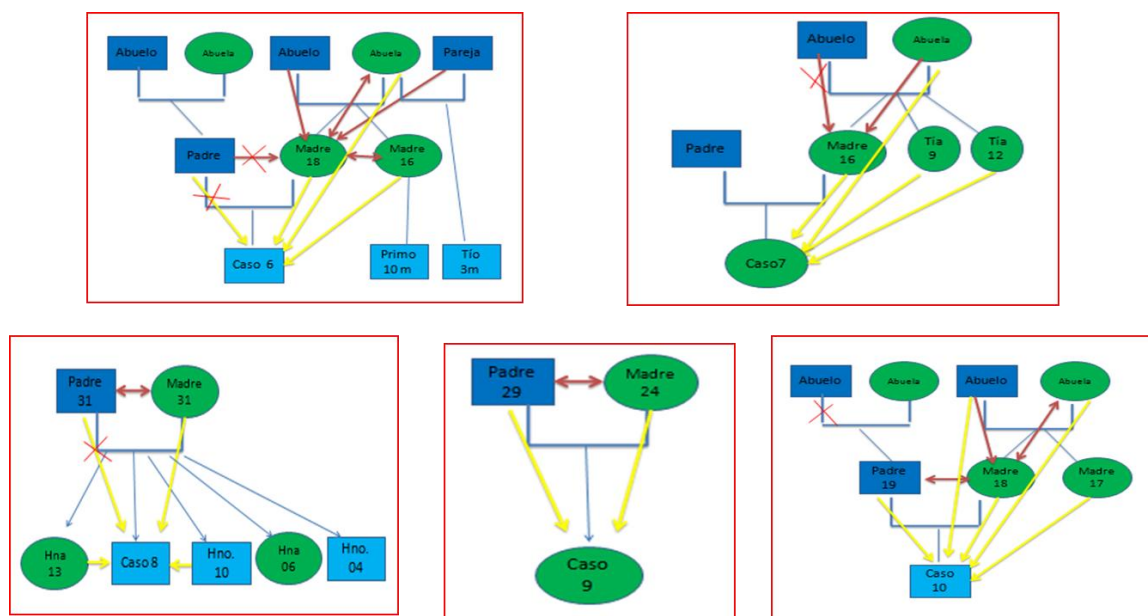 Abuelo
Abuela
Abuelo
Abuela
Pareja
Padre
Madre
18
Madre
16
Caso 6
Primo
10 m
Tío
3m
Abuelo
Abuela
Padre
Madre
16
Tía
9
Tía
12
Caso7
Padre
31
Madre
31
Hna
13
Caso 8
Hno.
10
Hna
06
Hno.
04
Padre
29
Madre
24
Caso
9
Abuelo
Abuela
Abuelo
Abuela
Padre
19
Madre
18
Madre
17
Caso
10